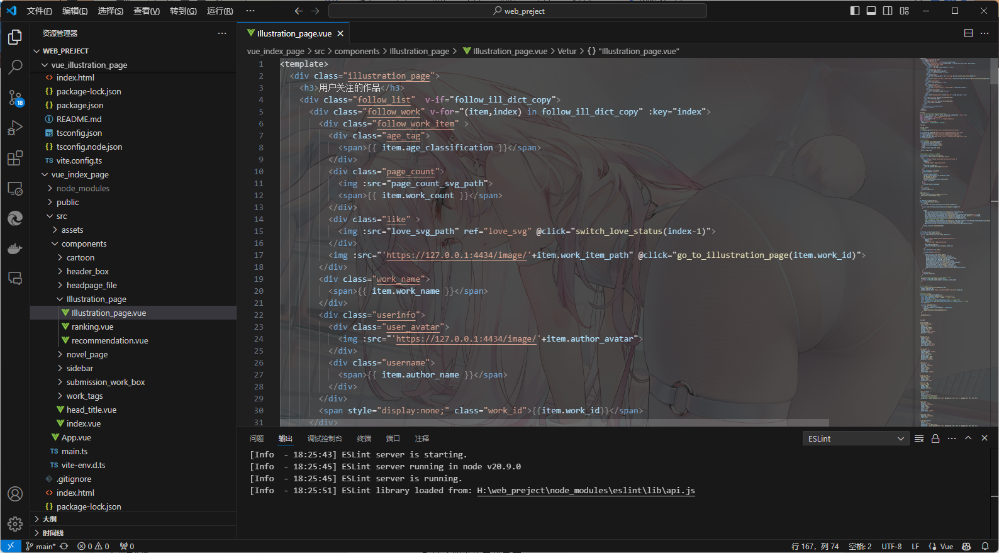 文件(F) 编辑(E) 选择(S) 查看(V) 转到(G) 运行(R) ···
web_preject
资源管理器
WEB_PREJECT
vue_illustration_page
index.html
package-lock.json
package.json
README.md
tsconfig.json
tsconfig.node.json
TS vite.config.ts
vue_index_page
node_modules
public
src
assets
components
cartoon
header_box
headpage_file
Illustration_page
Illustration_page.vue
ranking.vue
recommendation.vue
novel_page
sidebar
submission_work_box
work_tags
head_title.vue
index.vue
App.vue
TS main.ts
TS vite-env.d.ts
.gitignore
index.html
package-lock.json
大纲
时间线
18
Illustration_page.vue
vue_index_page > src > components > Illustration_page > Illustration_page.vue > Vetur > {} "Illustration_page.vue"
1 <template>
2 <div class="illustration_page">
3 <h3>用户关注的作品</h3>
4 <div class="follow_list"  v-if="follow_ill_dict_copy">
5 <div class="follow_work" v-for="(item,index) in follow_ill_dict_copy" :key="index">
6 <div class="follow_work_item" >
7 <div class="age_tag">
8 <span>{{ item.age_classification }}</span>
9 </div>
10 <div class="page_count">
11 <img :src="page_count_svg_path">
12 <span>{{ item.work_count }}</span>
13 </div>
14 <div class="like" >
15 <img :src="love_svg_path" ref="love_svg" @click="switch_love_status(index-1)">
16 </div>
17 <img :src="'https://127.0.0.1:4434/image/'+item.work_item_path" @click="go_to_illustration_page(item.work_id)">
18 </div>
19 <div class="work_name">
20 <span>{{ item.work_name }}</span>
21 </div>
22 <div class="userinfo">
23 <div class="user_avatar">
24 <img :src="'https://127.0.0.1:4434/image/'+item.author_avatar">
25 </div>
26 <div class="username">
27 <span>{{ item.author_name }}</span>
28 </div>
29 </div>
30 <span style="display:none;" class="work_id">{{item.work_id}}</span>
31 </div>
问题 输出 调试控制台 终端 端口 注释
ESLint
[Info  - 18:25:43] ESLint server is starting.
[Info  - 18:25:45] ESLint server running in node v20.9.0
[Info  - 18:25:45] ESLint server is running.
[Info  - 18:25:51] ESLint library loaded from: H:\web_preject\node_modules\eslint\lib\api.js
main* 0 0 0
行 167，列 74 空格: 2 UTF-8 LF Vue